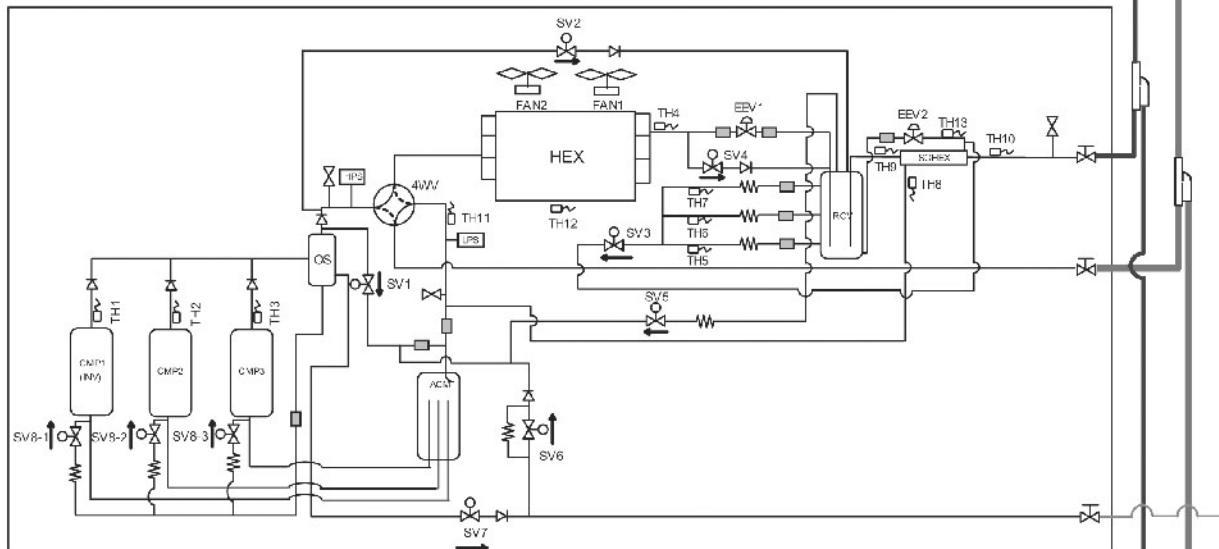 SV2
FAN2
FAN1
TH4
EEV1
EEV2
TH13
TH10
HEX
SV4
TH9
SCHEX
TH8
HPS
4WV
TH11
LPS
TH12
TH7
TH6
TH5
RCV
SV3
OS
SV1
SV5
TH1
TH2
TH3
CMP1
(INV)
CMP2
CMP3
ACM
SV8-1
SV8-2
SV8-3
SV6
SV7